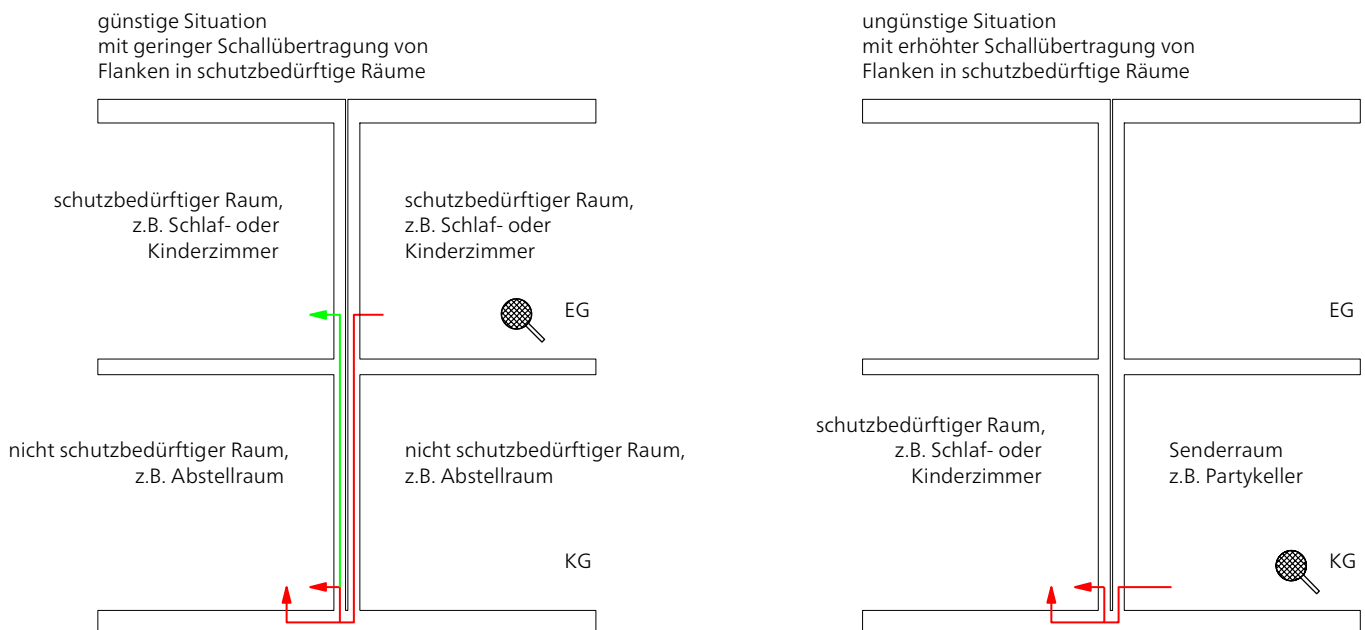 günstige Situation
mit geringer Schallübertragung von
Flanken in schutzbedürftige Räume
schutzbedürftiger Raum,
z.B. Schlaf- oder
Kinderzimmer
schutzbedürftiger Raum,
z.B. Schlaf- oder
Kinderzimmer
EG
nicht schutzbedürftiger Raum,
z.B. Abstellraum
nicht schutzbedürftiger Raum,
z.B. Abstellraum
KG
ungünstige Situation
mit erhöhter Schallübertragung von
Flanken in schutzbedürftige Räume
EG
schutzbedürftiger Raum,
z.B. Schlaf- oder
Kinderzimmer
Senderraum
z.B. Partykeller
KG